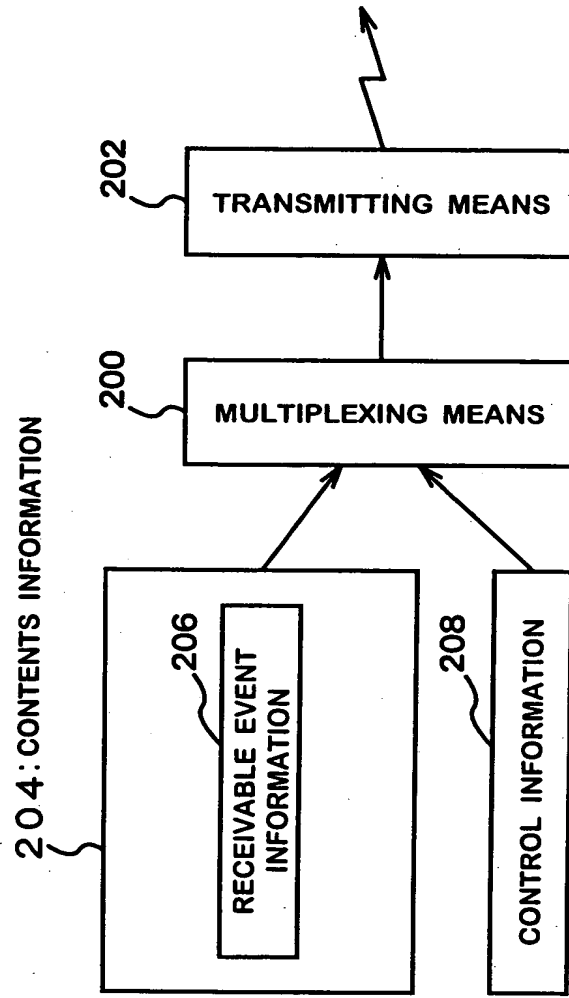 204:CONTENTS INFORMATION
206
RECEIVABLE EVENT
INFORMATION
208
CONTROL INFORMATION
200
MULTIPLEXING MEANS
202
TRANSMITTING MEANS